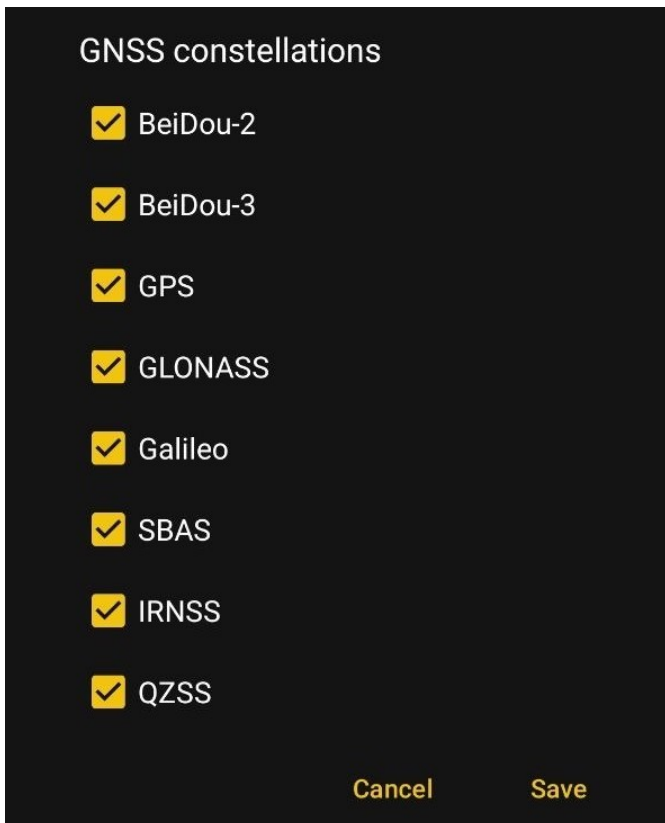 GNSS constellations
BeiDou-2
BeiDou-3
GPS
GLONASS
Galileo
SBAS
IRNSS
QZSS
Cancel Save